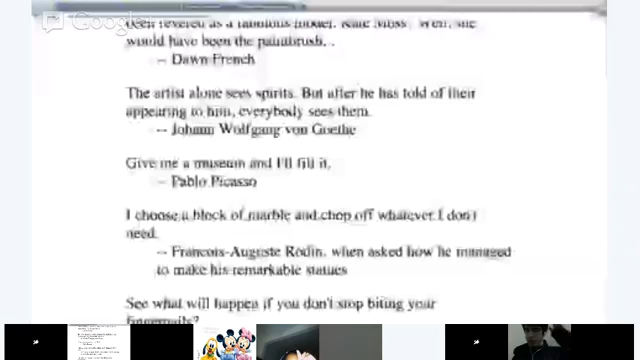 Google
been revered as a fabulous model. Kate Moss? Well, she
would have been the paintbrush. .
-- Dawn French
The artist alone sees spirits. But after he has told of their
appearing to him, everybody sees them.
-- Johann Wolfgang von Goethe
Give me a museum and I'll fill it.
-- Pablo Picasso
I choose a block of marble and chop off whatever I don't
need.
-- Francois-Auguste Rodin, when asked how he managed
to make his remarkable statues
See what will happen if you don't stop biting your
fingernails?